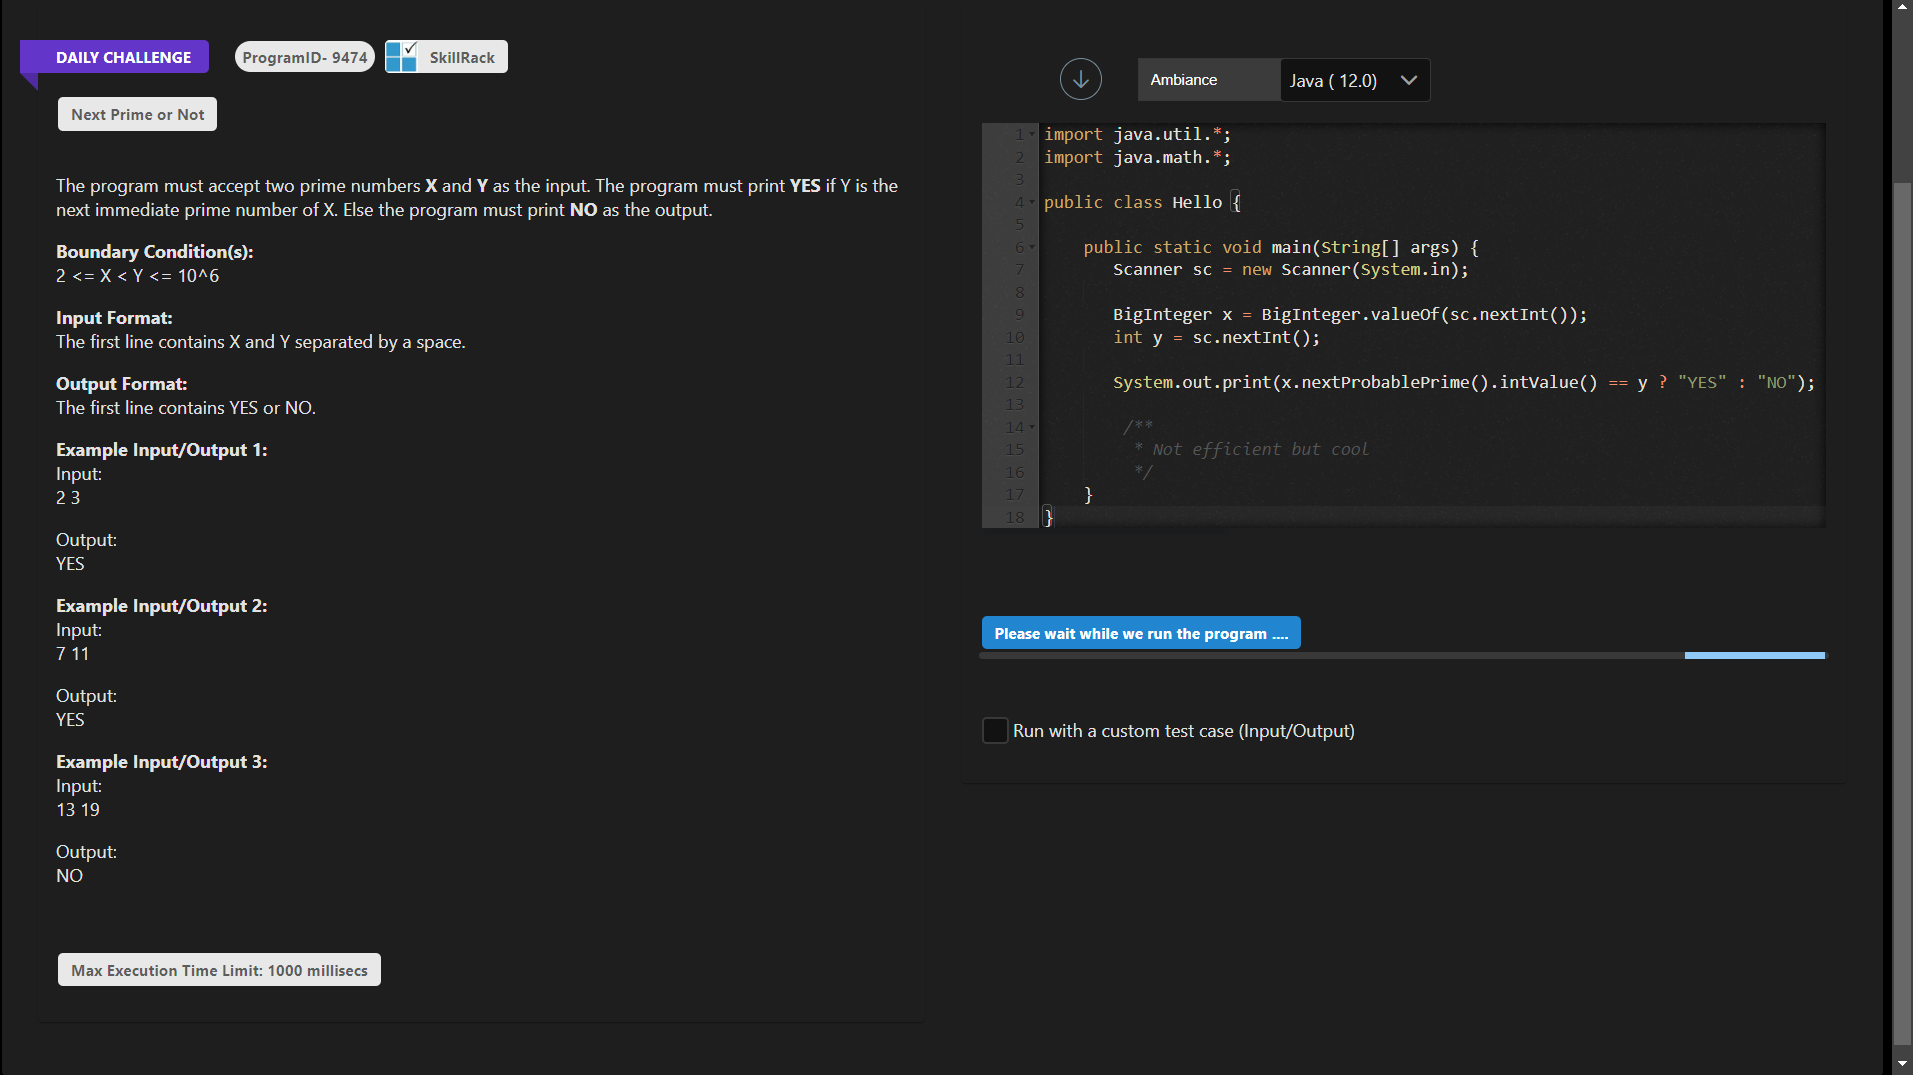 DAILY CHALLENGE
ProgramID- 9474
SkillRack
Next Prime or Not
The program must accept two prime numbers X and Y as the input. The program must print YES if Y is the
next immediate prime number of X. Else the program must print NO as the output.
Boundary Condition(s):
2 <= X < Y <= 10^6
Input Format:
The first line contains X and Y separated by a space.
Output Format:
The first line contains YES or NO.
Example Input/Output 1:
Input:
2 3
Output:
YES
Example Input/Output 2:
Input:
7 11
Output:
YES
Example Input/Output 3:
Input:
13 19
Output:
NO
Max Execution Time Limit: 1000 millisecs
Ambiance
Java ( 12.0)
1 import java.util.*;
2 import java.math.*;
3
4 public class Hello {
5
6     public static void main(String[] args) {
7        Scanner sc = new Scanner(System.in);
8
9        BigInteger x = BigInteger.valueOf(sc.nextInt());
10        int y = sc.nextInt();
11
12        System.out.print(x.nextProbablePrime().intValue() == y ? "YES" : "NO");
13
14         /**
15          * Not efficient but cool
16          */
17     }
18 }
Please wait while we run the program ....
Run with a custom test case (Input/Output)